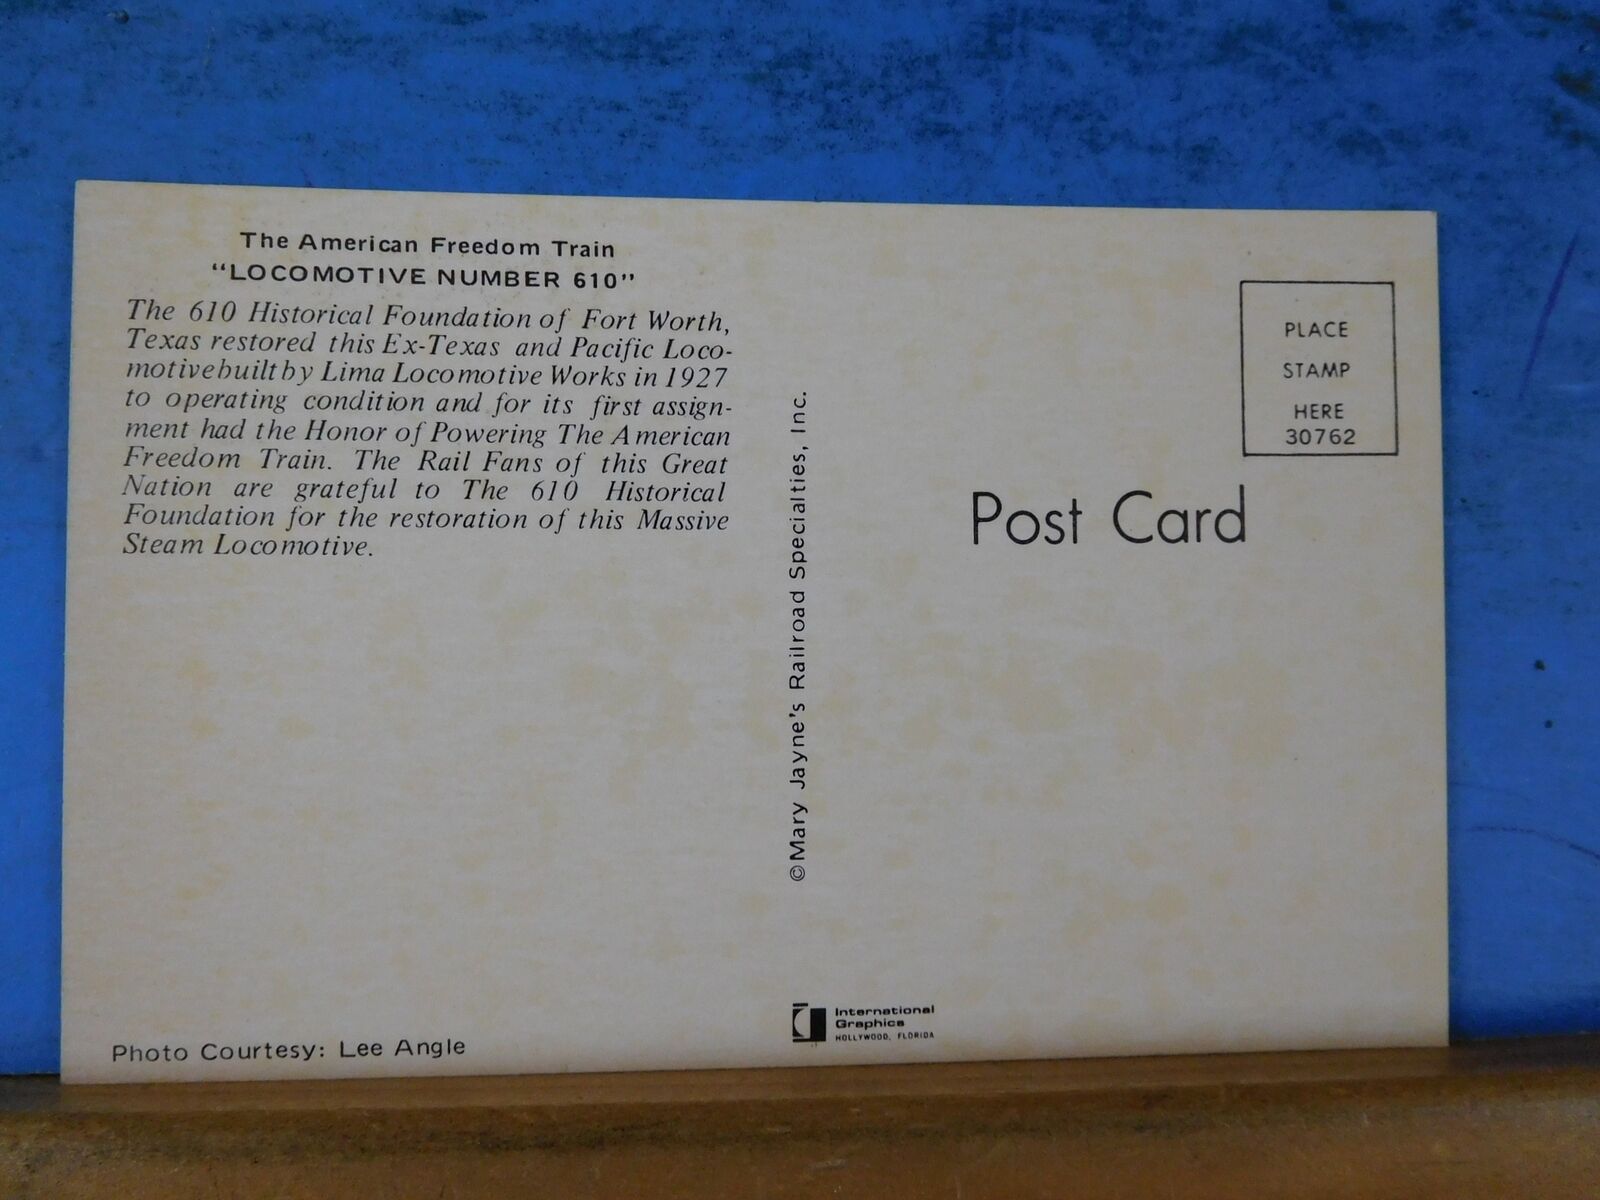 The American Freedom Train
“LOCOMOTIVE NUMBER 610”
The 610 Historical Foundation of Fort Worth,
Texas restored this Ex-Texas and Pacific Loco-
motive built by Lima Locomotive Works in 1927
to operating condition and for its first assign-
ment had the Honor of Powering The American
Freedom Train. The Rail Fans of this Great
Nation are grateful to The 610 Historical
Foundation for the restoration of this Massive
Steam Locomotive.
Photo Courtesy: Lee Angle
©Mary Jayne's Railroad Specialties, Inc.
International
Graphics
HOLLYWOOD, FLORIDA
PLACE
STAMP
HERE
30762
Post Card